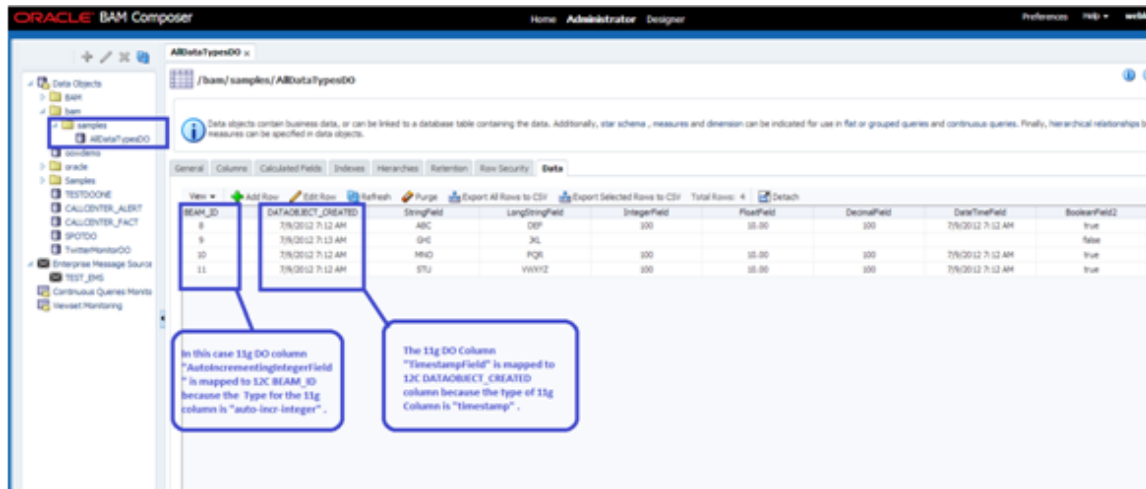 ORACLE BAM Composer
Home Administrator Designer
Preferences Help
AllDataTypesDO
/bam/samples/AllDataTypesDO
Data Objects
BAM
bam
samples
AllDataTypesDO
oowdemo
oracle
Samples
TESTDOONE
CALLCENTER_ALERT
CALLCENTER_FACT
SPOTDO
TwitterMonitorDO
Enterprise Message Source
TEST_EMS
Continuous Queries Monito
Viewset Monitoring
Data objects contain business data, or can be linked to a database table containing the data. Additionally, star schema , measures and dimension can be indicated for use in flat or grouped queries and continuous queries. Finally, hierarchical relationships b
measures can be specified in data objects.
General Columns Calculated Fields Indexes Hierarchies Retention Row Security Data
View Add Row Edit Row Refresh Purge Export All Rows to CSV Export Selected Rows to CSV Total Rows: 4 Detach
BEAM_ID DATAOBJECT_CREATED StringField LongStringField IntegerField FloatField DecimalField DateTimeField BooleanField2
8 7/9/2012 7:12 AM ABC DEF 100 10.00 100 7/9/2012 7:12 AM true
9 7/9/2012 7:13 AM GHI JKL false
10 7/9/2012 7:12 AM MNO PQR 100 10.00 100 7/9/2012 7:12 AM true
11 7/9/2012 7:12 AM STU VWXYZ 100 10.00 100 7/9/2012 7:12 AM true
In this case 11g DO column
"AutoIncrementingIntegerField
" is mapped to 12C BEAM_ID
because the Type for the 11g
column is "auto-incr-integer" .
The 11g DO Column
"TimestampField" is mapped to
12C DATAOBJECT_CREATED
column because the type of 11g
Column is "timestamp" .